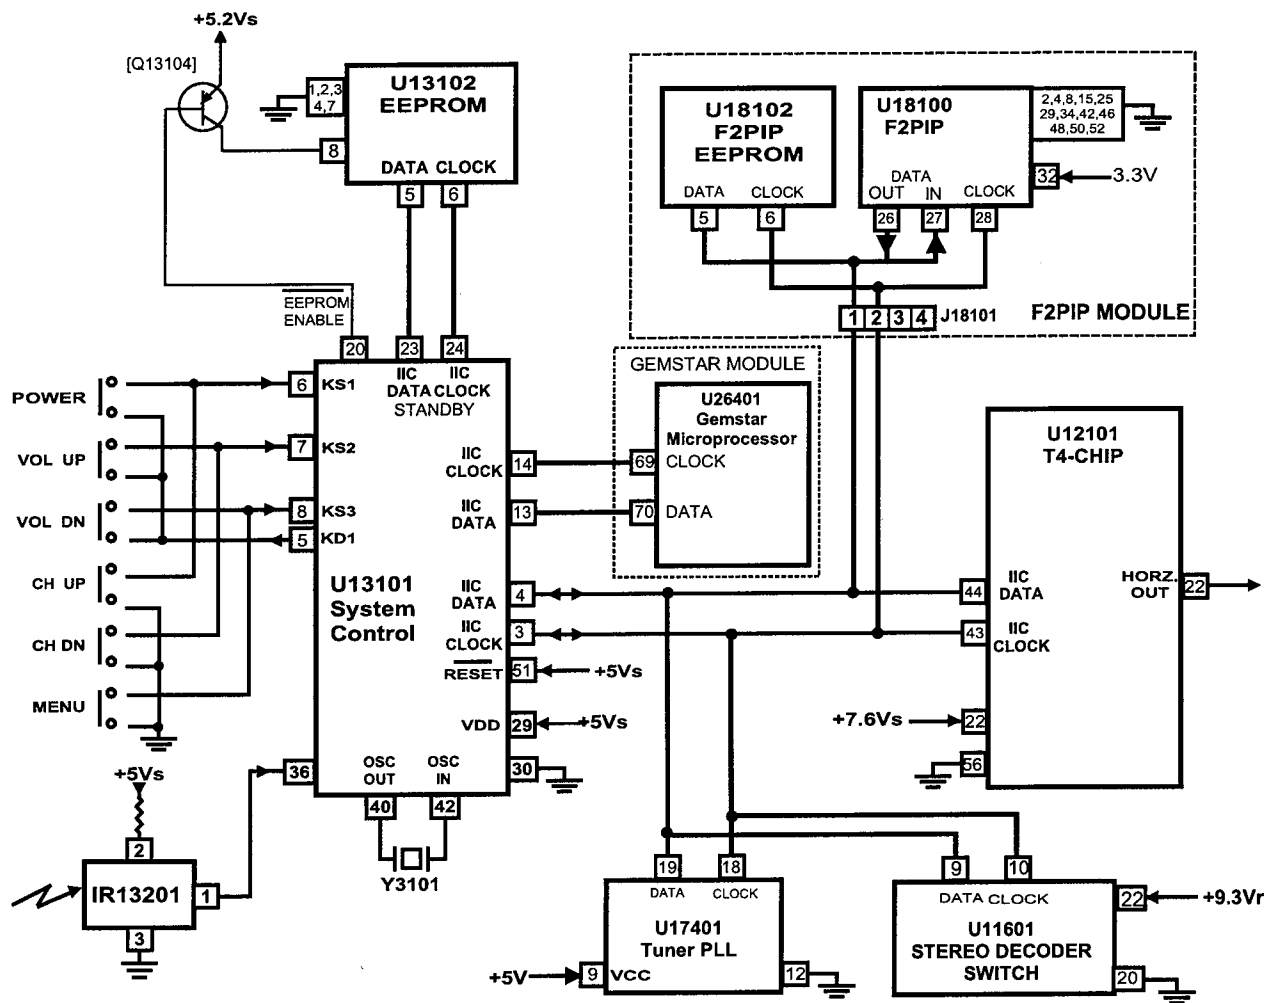 +5.2Vs
[Q13104]
1,2,3
4,7
U13102
EEPROM
8
DATA CLOCK
5
6
U18102
F2PIP
EEPROM
DATA
CLOCK
5
6
U18100
F2PIP
DATA
OUT
IN
CLOCK
26
27
28
2,4,8,15,25
29,34,42,46
48,50,52
32
3.3V
1 2 3 4
J18101
F2PIP MODULE
EEPROM
ENABLE
20
23
24
IIC
IIC
DATA CLOCK
STANDBY
GEMSTAR MODULE
U26401
Gemstar
Microprocessor
69
CLOCK
70
DATA
POWER
VOL UP
VOL DN
CH UP
CH DN
MENU
6
KS1
7
KS2
8
KS3
5
KD1
U13101
System
Control
IIC
CLOCK
14
IIC
DATA
13
IIC
DATA
4
IIC
CLOCK
3
RESET
51
+5Vs
VDD
29
+5Vs
30
36
OSC
OUT
OSC
IN
40
42
Y3101
U12101
T4-CHIP
44
IIC
DATA
43
IIC
CLOCK
HORZ.
OUT
22
+7.6Vs
22
56
+5Vs
2
IR13201
1
3
19
18
DATA
CLOCK
U17401
Tuner PLL
+5V
9
VCC
12
9
10
DATA CLOCK
U11601
STEREO DECODER
SWITCH
22
+9.3Vr
20